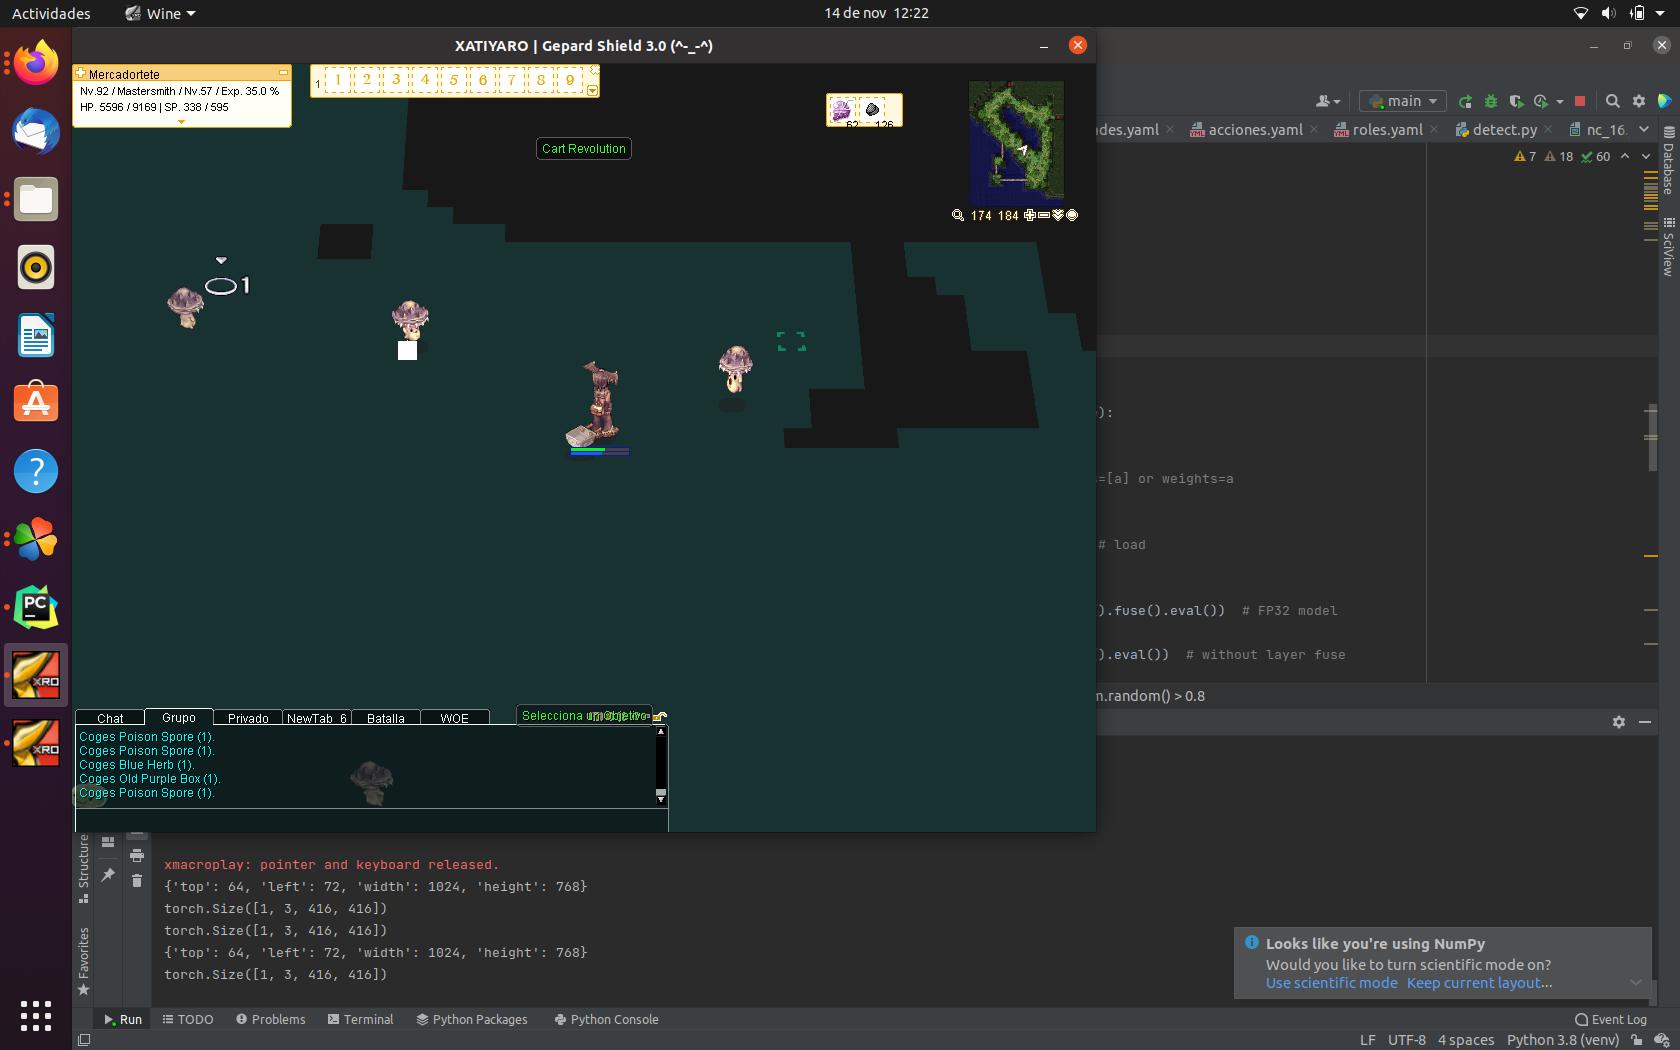 Actividades
Wine
14 de nov 12:22
XATIYARO | Gepard Shield 3.0 (^-_-^)
Mercadortete
Nv.92 / Mastersmith / Nv.57 / Exp. 35.0 %
HP. 5596 / 9169 | SP. 338 / 595
1 1 2 3 4 5 6 7 8 9
62 126
Cart Revolution
174 184
1
main
des.yaml
acciones.yaml
roles.yaml
detect.py
nc_16.
7 18 60
Database
SciView
):
=[a] or weights=a
# load
).fuse().eval()) # FP32 model
).eval()) # without layer fuse
m.random() > 0.8
Chat Grupo Privado NewTab_6 Batalla WOE
Selecciona un objetivo
Coges Poison Spore (1).
Coges Poison Spore (1).
Coges Blue Herb (1).
Coges Old Purple Box (1).
Coges Poison Spore (1).
PC
XRO
XRO
Structure
Favorites
xmacroplay: pointer and keyboard released.
{'top': 64, 'left': 72, 'width': 1024, 'height': 768}
torch.Size([1, 3, 416, 416])
torch.Size([1, 3, 416, 416])
{'top': 64, 'left': 72, 'width': 1024, 'height': 768}
torch.Size([1, 3, 416, 416])
Looks like you're using NumPy
Would you like to turn scientific mode on?
Use scientific mode Keep current layout...
Run TODO Problems Terminal Python Packages Python Console
Event Log
LF UTF-8 4 spaces Python 3.8 (venv)